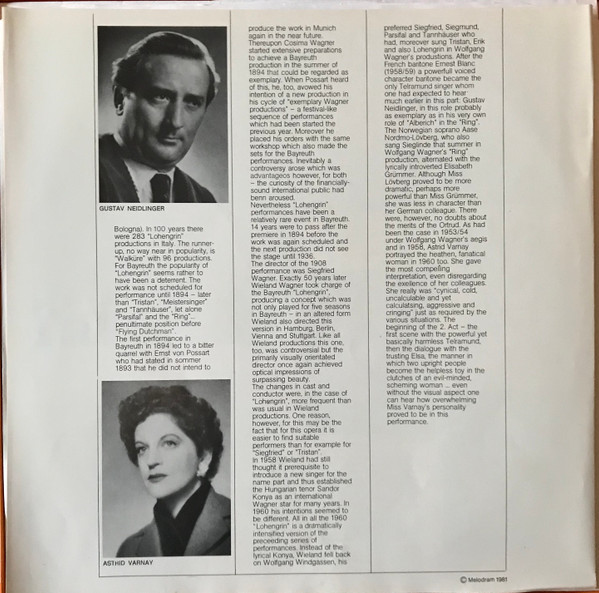 GUSTAV NEIDLINGER
Bologna). In 100 years there
were 283 "Lohengrin"
productions in Italy. The runner-
up, no way near in popularity, is
"Walküre" with 96 productions.
For Bayreuth the popularity of
"Lohengrin" seems rather to
have been a deterrent. The
work was not scheduled for
performance until 1894 – later
than "Tristan", "Meistersinger"
and "Tannhäuser", let alone
"Parsifal" and the "Ring"...
penultimate position before
"Flying Dutchman".
The first performance in
Bayreuth in 1894 led to a bitter
quarrel with Ernst von Possart
who had stated in summer
1893 that he did not intend to
ASTHID VARNAY
produce the work in Munich
again in the near future.
Thereupon Cosima Wagner
started extensive preparations
to achieve a Bayreuth
production in the summer of
1894 that could be regarded as
exemplary. When Possart heard
of this, he, too, avowed his
intention of a new production in
his cycle of "exemplary Wagner
productions" – a festival-like
sequence of performances
which had been started the
previous year. Moreover he
placed his orders with the same
workshop which also made the
sets for the Bayreuth
performances. Inevitably a
controversy arose which was
advantageos however, for both
– the curiosity of the financially-
sound international public had
benn aroused.
Nevertheless "Lohengrin"
performances have been a
relatively rare event in Bayreuth.
14 years were to pass after the
premiere in 1894 before the
work was again scheduled and
the next production did not see
the stage until 1936.
The director of the 1908
performance was Siegfried
Wagner. Exactly 50 years later
Wieland Wagner took charge of
the Bayreuth "Lohengrin",
producing a concept which was
not only played for five seasons
in Bayreuth – in an altered form
Wieland also directed this
version in Hamburg, Berlin,
Vienna and Stuttgart. Like all
Wieland productions this one,
too, was controversial but the
primarily visually orientated
director once again achieved
optical impressions of
surpassing beauty.
The changes in cast and
conductor were, in the case of
"Lohengrin", more frequent than
was usual in Wieland
productions. One reason,
however, for this may be the
fact that for this opera it is
easier to find suitable
performers than for example for
"Siegfried" or "Tristan".
In 1958 Wieland had still
thought it prerequisite to
introduce a new singer for the
name part and thus established
the Hungarian tenor Sandor
Konya as an international
Wagner star for many years. In
1960 his intentions seemed to
be different. All in all the 1960
"Lohengrin" is a dramatically
intensified version of the
preceeding series of
performances. Instead of the
lyrical Konya, Wieland fell back
on Wolfgang Windgassen, his
preferred Siegfried, Siegmund,
Parsifal and Tannhäuser who
had, moreover sung Tristan, Erik
and also Lohengrin in Wolfgang
Wagner's productions. After the
French baritone Ernest Blanc
(1958/59) a powerful voiced
character baritone became the
only Telramund singer whom
one had expected to hear
much earlier in this part: Gustav
Neidlinger, in this role probably
as exemplary as in his very own
role of "Alberich" in the "Ring".
The Norwegian soprano Aase
Nordmo-Lövberg, who also
sang Sieglinde that summer in
Wolfgang Wagner's "Ring"
production, alternated with the
lyrically introverted Elisabeth
Grümmer. Although Miss
Lövberg proved to be more
dramatic, perhaps more
powerful than Miss Grümmer,
she was less in character than
her German colleague. There
were, however, no doubts about
the merits of the Ortrud. As had
been the case in 1953/54
under Wolfgang Wagner's aegis
and in 1958, Astrid Varnay
portrayed the heathen, fanatical
woman in 1960 too. She gave
the most compelling
interpretation, even disregarding
the exellence of her colleagues.
She really was "cynical, cold,
uncalculable and yet
calculatsing, aggressive and
cringing" just as required by the
various situations. The
beginning of the 2. Act – the
first scene with the powerful yet
basically harmless Telramund,
then the dialogue with the
trusting Elsa, the manner in
which two upright people
become the helpless toy in the
clutches of an evil-minded,
scheming woman ... even
without the visual aspect one
can hear how overwhelming
Miss Varnay's personality
proved to be in this
performance.
© Melodram 1981